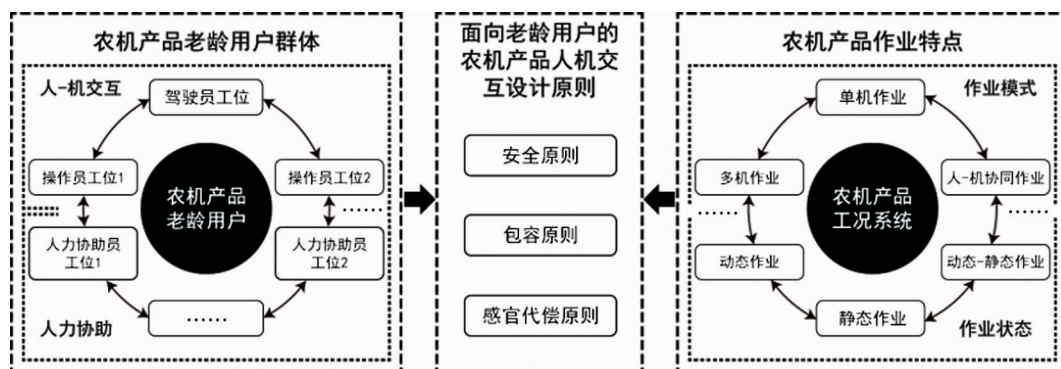 农机产品老龄用户群体
人-机交互
驾驶员工位
操作员工位1
操作员工位2
农机产品
老龄用户
……
人力协助员
工位1
人力协助员
工位2
……
人力协助
面向老龄用户的
农机产品人机交
互设计原则
安全原则
包容原则
感官代偿原则
农机产品作业特点
作业模式
单机作业
多机作业
人-机协同作业
农机产品
工况系统
……
……
动态作业
动态-静态作业
静态作业
作业状态